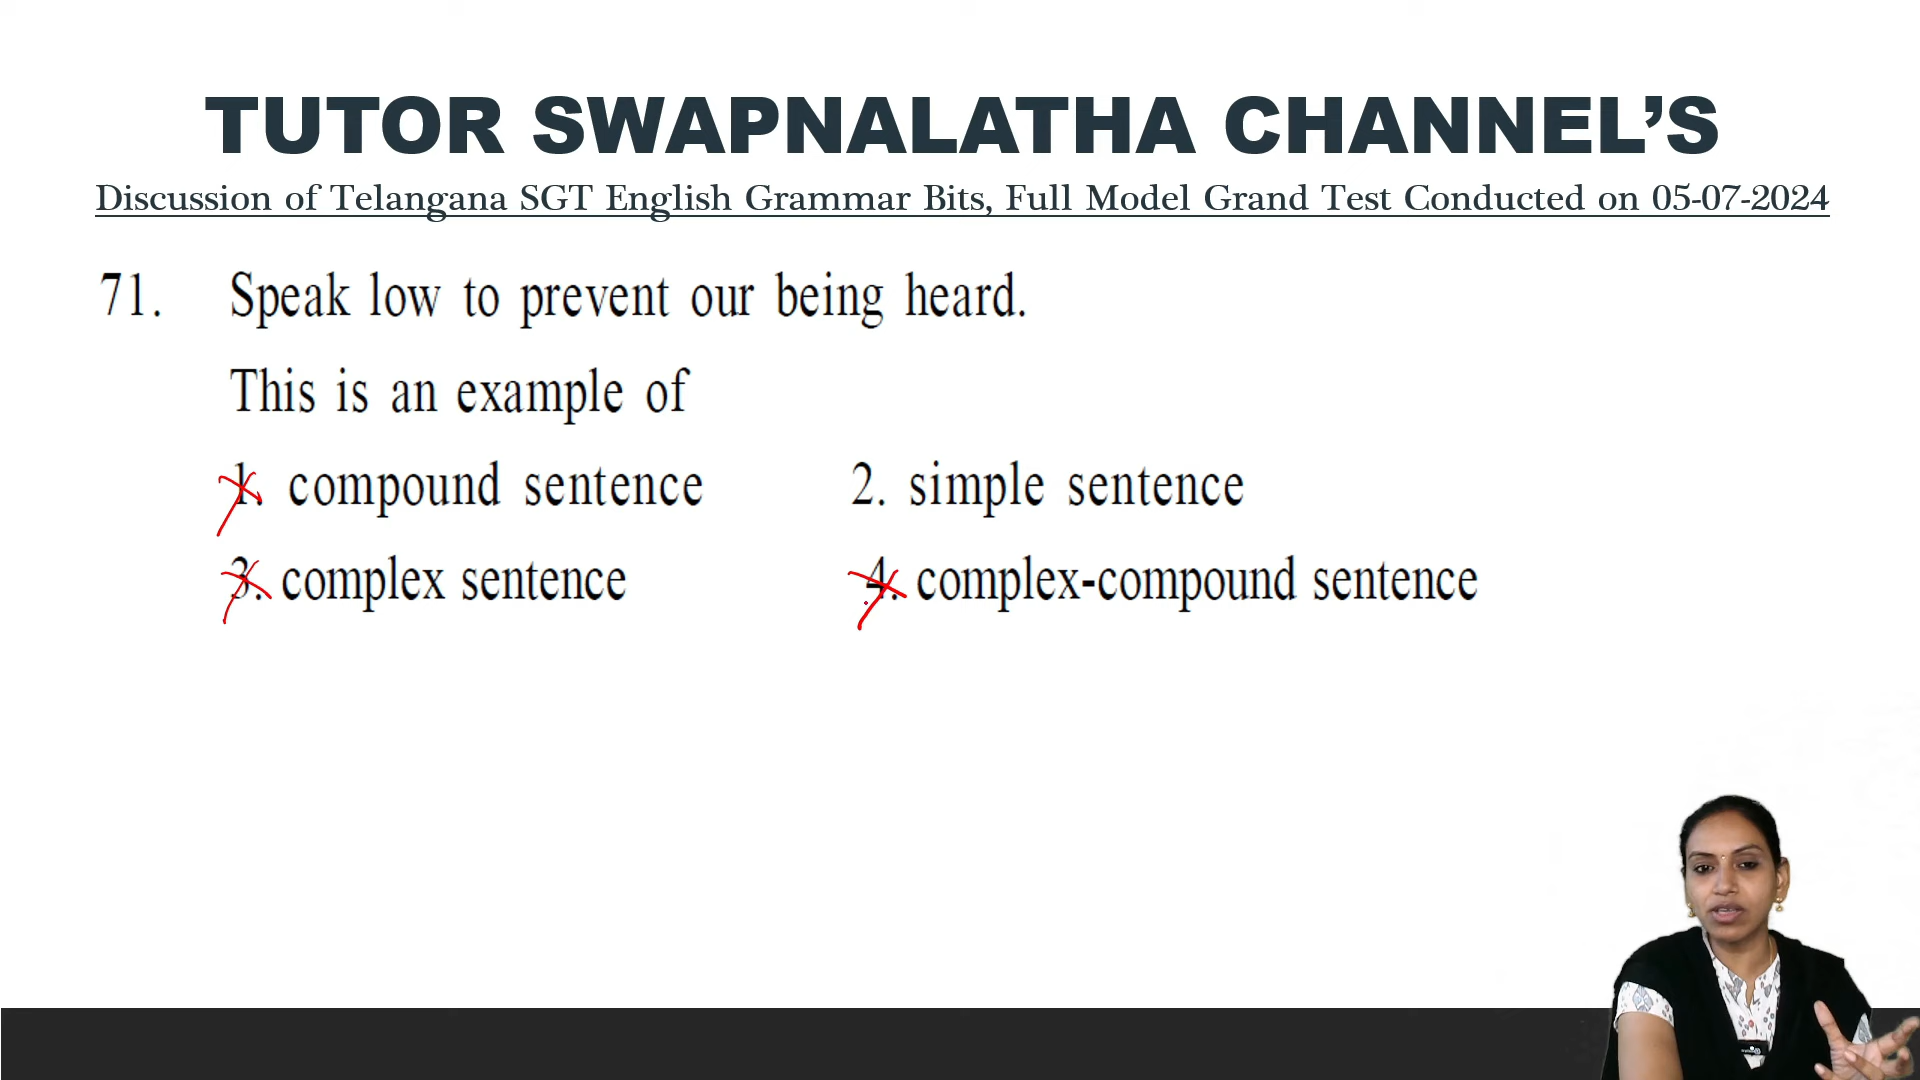 TUTOR SWAPNALATHA CHANNEL’S
Discussion of Telangana SGT English Grammar Bits, Full Model Grand Test Conducted on 05-07-2024
71. Speak low to prevent our being heard.
This is an example of
1. compound sentence 2. simple sentence
3. complex sentence 4. complex-compound sentence